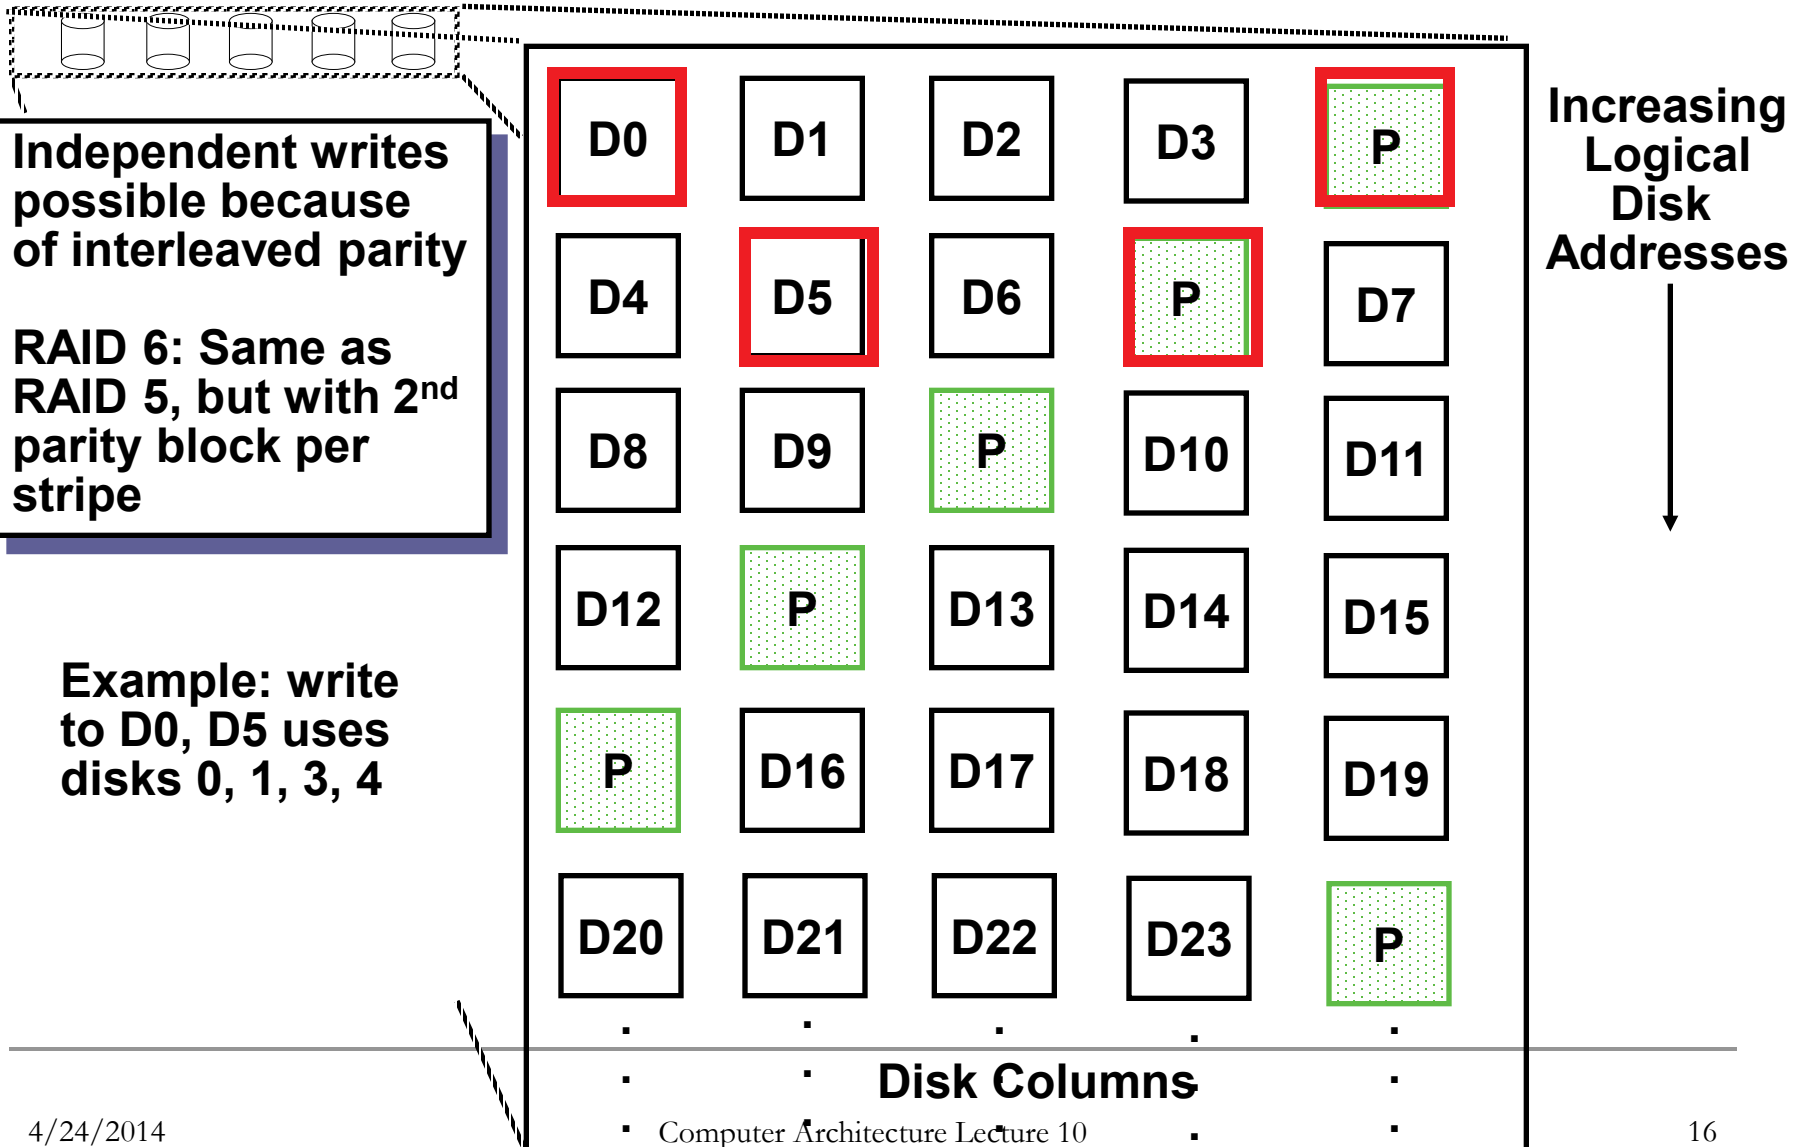 Independent writes
possible because
of interleaved parity
RAID 6: Same as
RAID 5, but with 2nd
parity block per
stripe
Example: write
to D0, D5 uses
disks 0, 1, 3, 4
D0 D1 D2 D3 P
D4 D5 D6 P D7
D8 D9 P D10 D11
D12 P D13 D14 D15
P D16 D17 D18 D19
D20 D21 D22 D23 P
Increasing
Logical
Disk
Addresses
Disk Columns
4/24/2014 Computer Architecture Lecture 10 16